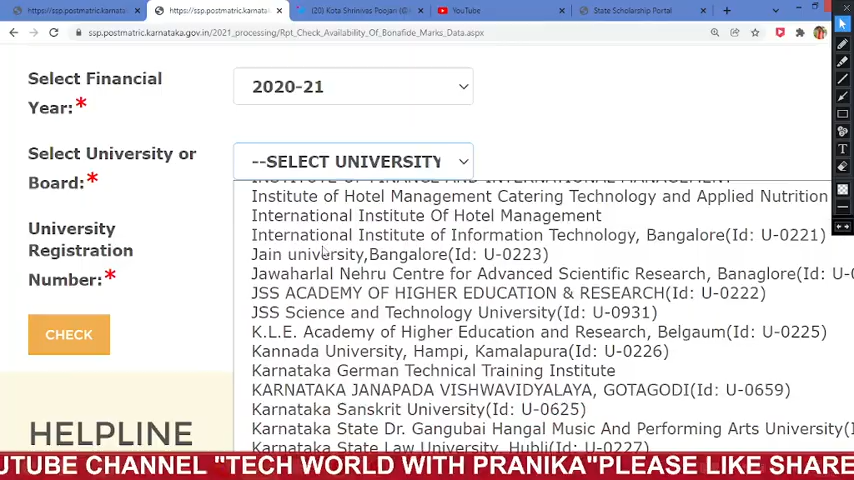 https://ssp.postmatric.karnata
https://ssp.postmatric.karnata
(20) Kota Shrinivas Poojari (@
YouTube
State Scholarship Portal
ssp.postmatric.karnataka.gov.in/2021_processing/Rpt_Check_Availability_Of_Bonafide_Marks_Data.aspx
Select Financial
Year:*
2020-21
Select University or
Board:*
--SELECT UNIVERSITY
Institute of Hotel Management Catering Technology and Applied Nutrition
International Institute Of Hotel Management
International Institute of Information Technology, Bangalore(Id: U-0221)
Jain university,Bangalore(Id: U-0223)
Jawaharlal Nehru Centre for Advanced Scientific Research, Banaglore(Id: U-0
JSS ACADEMY OF HIGHER EDUCATION & RESEARCH(Id: U-0222)
JSS Science and Technology University(Id: U-0931)
K.L.E. Academy of Higher Education and Research, Belgaum(Id: U-0225)
Kannada University, Hampi, Kamalapura(Id: U-0226)
Karnataka German Technical Training Institute
KARNATAKA JANAPADA VISHWAVIDYALAYA, GOTAGODI(Id: U-0659)
Karnataka Sanskrit University(Id: U-0625)
Karnataka State Dr. Gangubai Hangal Music And Performing Arts University(I
Karnataka State Law University, Hubli(Id: U-0227)
University
Registration
Number:*
CHECK
HELPLINE
UTUBE CHANNEL "TECH WORLD WITH PRANIKA"PLEASE LIKE SHARE